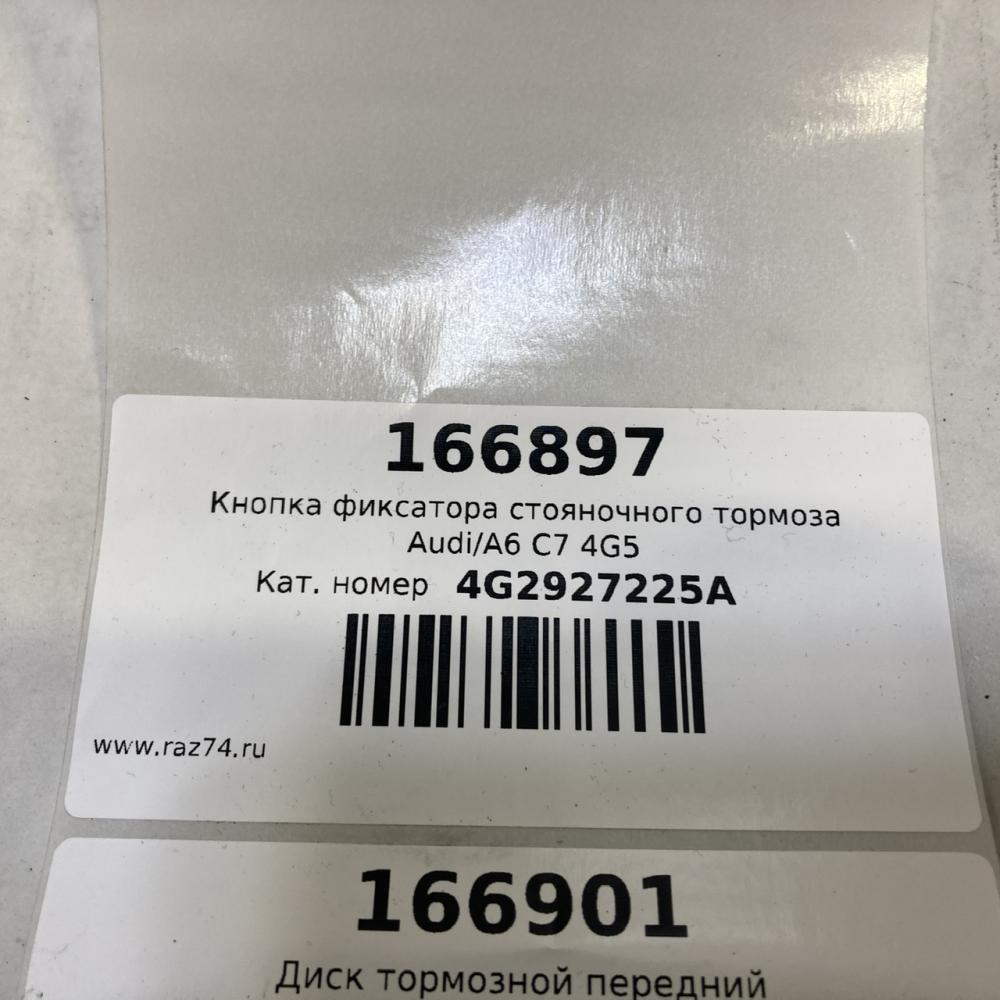 166897
Кнопка фиксатора стояночного тормоза
Audi/A6 C7 4G5
Кат. номер 4G2927225A
www.raz74.ru
166901
Диск тормозной передний